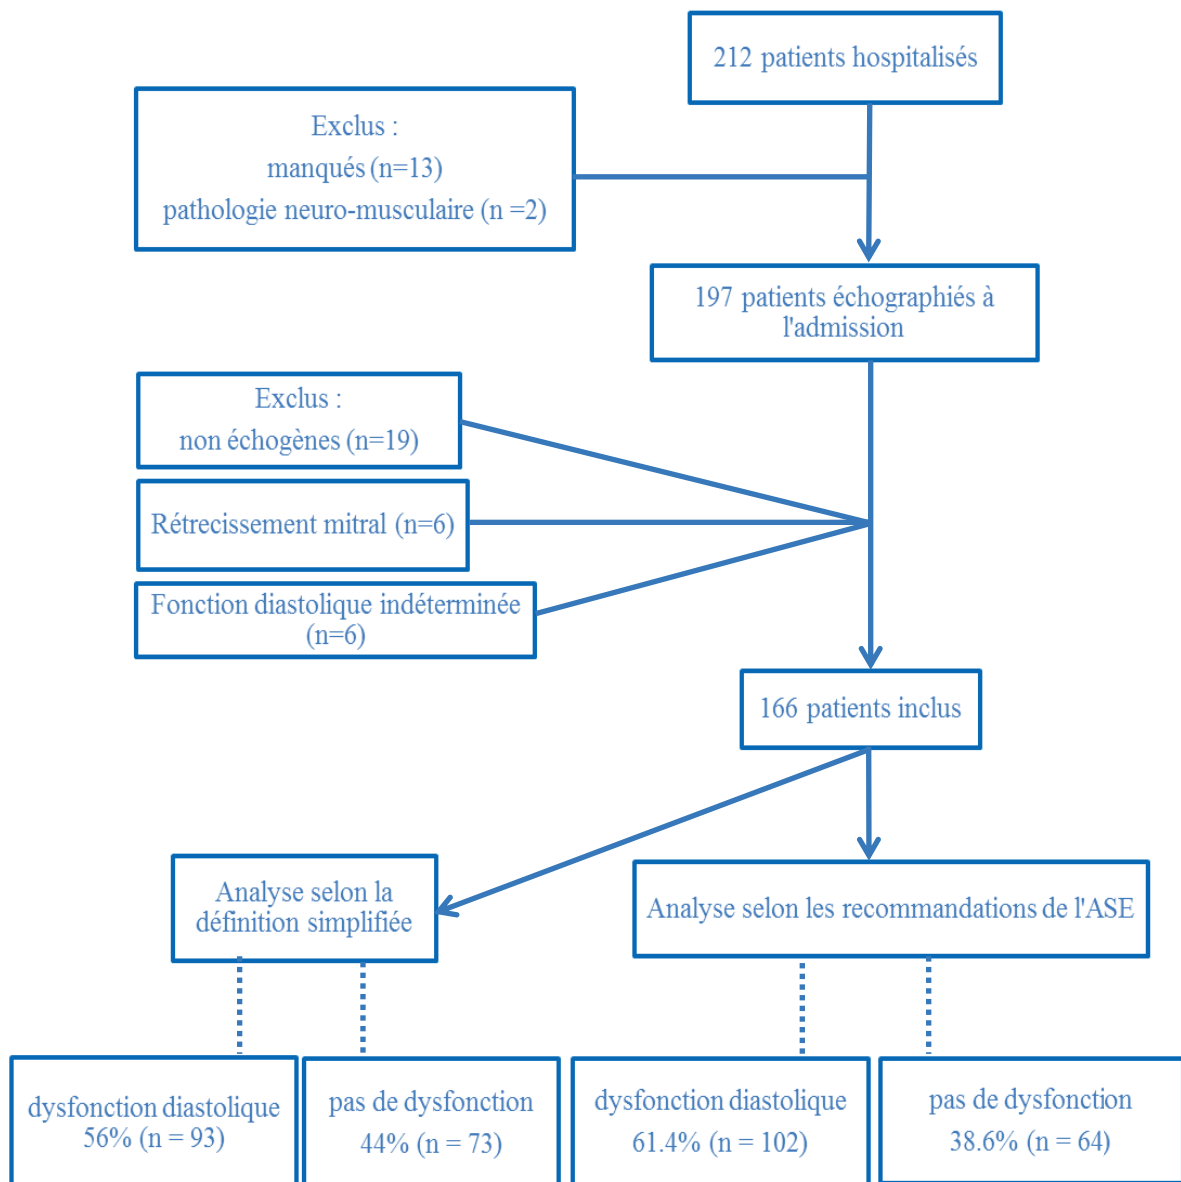 212 patients hospitalisés
Exclus :
manqués (n=13)
pathologie neuro-musculaire (n =2)
197 patients échographiés à
l'admission
Exclus :
non échogènes (n=19)
Rétrecissement mitral (n=6)
Fonction diastolique indéterminée
(n=6)
166 patients inclus
Analyse selon la
définition simplifiée
Analyse selon les recommandations de l'ASE
dysfonction diastolique
56% (n = 93)
pas de dysfonction
44% (n = 73)
dysfonction diastolique
61.4% (n = 102)
pas de dysfonction
38.6% (n = 64)